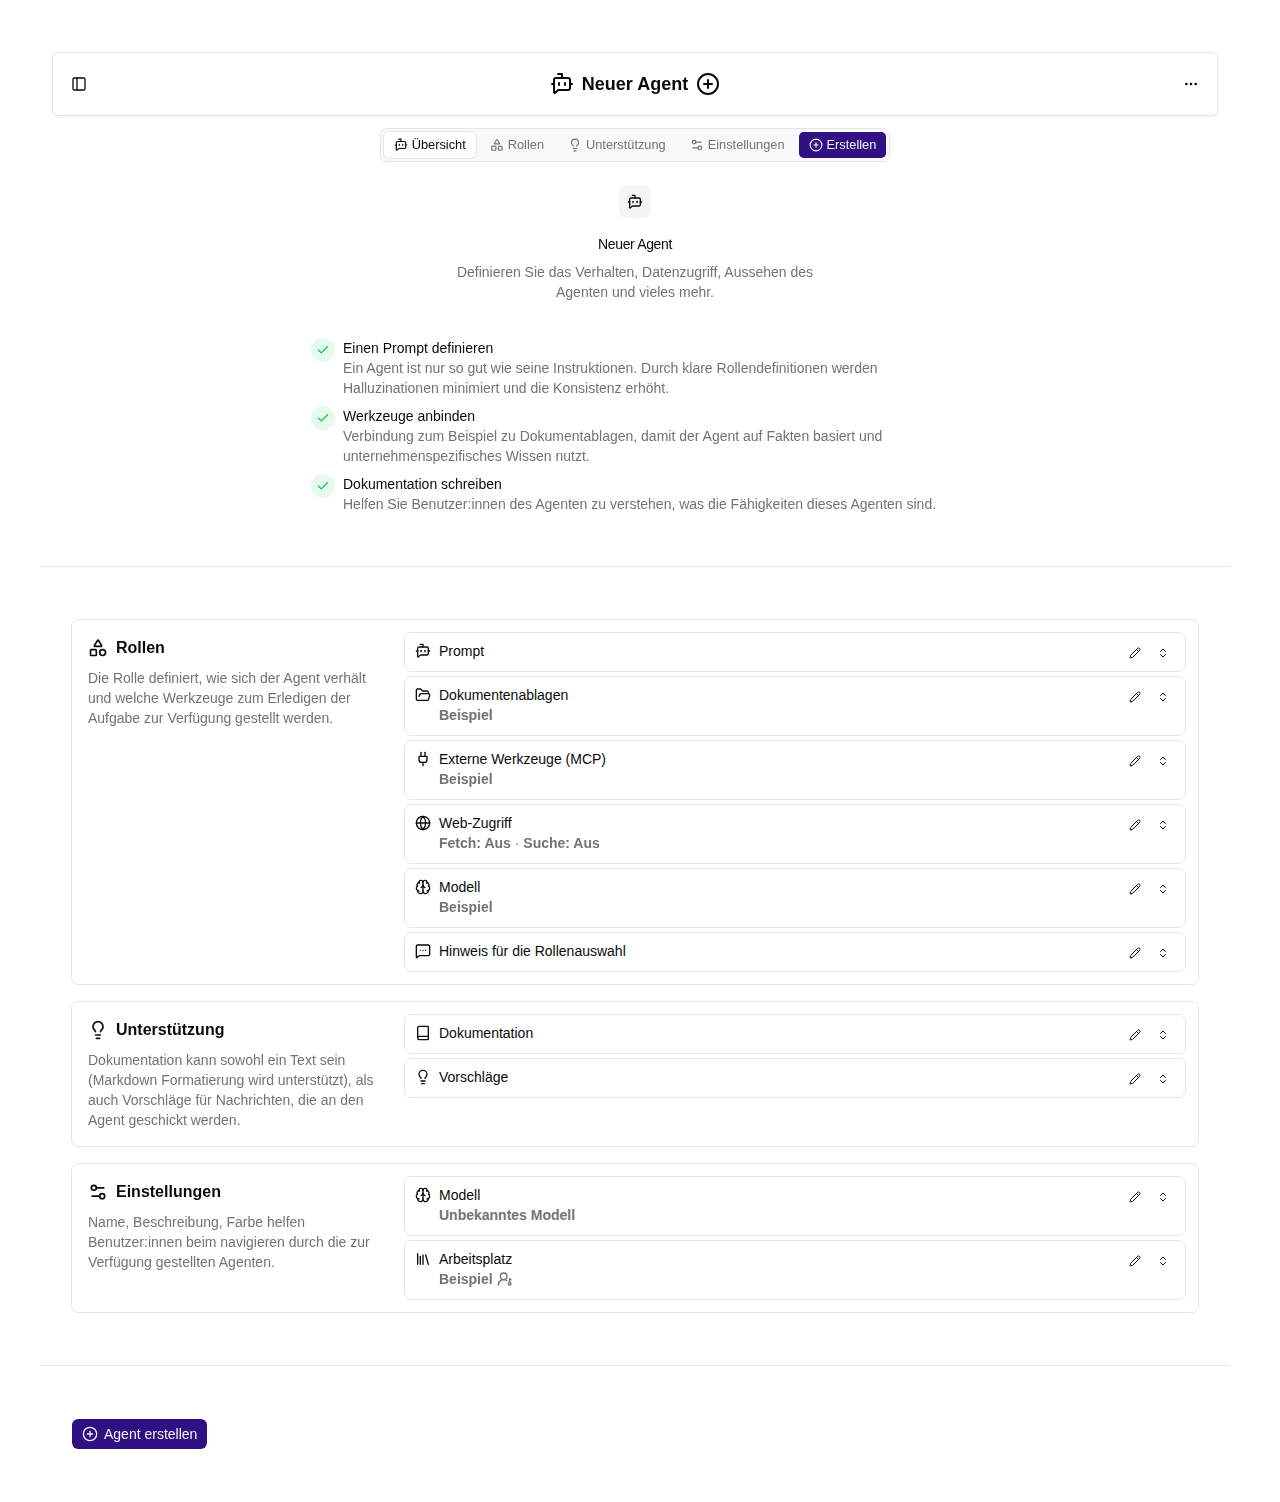 Neuer Agent
Übersicht
Rollen
Unterstützung
Einstellungen
Erstellen
Neuer Agent
Definieren Sie das Verhalten, Datenzugriff, Aussehen des
Agenten und vieles mehr.
Einen Prompt definieren
Ein Agent ist nur so gut wie seine Instruktionen. Durch klare Rollendefinitionen werden
Halluzinationen minimiert und die Konsistenz erhöht.
Werkzeuge anbinden
Verbindung zum Beispiel zu Dokumentablagen, damit der Agent auf Fakten basiert und
unternehmenspezifisches Wissen nutzt.
Dokumentation schreiben
Helfen Sie Benutzer:innen des Agenten zu verstehen, was die Fähigkeiten dieses Agenten sind.
Rollen
Die Rolle definiert, wie sich der Agent verhält
und welche Werkzeuge zum Erledigen der
Aufgabe zur Verfügung gestellt werden.
Prompt
Dokumentenablagen
Beispiel
Externe Werkzeuge (MCP)
Beispiel
Web-Zugriff
Fetch: Aus · Suche: Aus
Modell
Beispiel
Hinweis für die Rollenauswahl
Unterstützung
Dokumentation kann sowohl ein Text sein
(Markdown Formatierung wird unterstützt), als
auch Vorschläge für Nachrichten, die an den
Agent geschickt werden.
Dokumentation
Vorschläge
Einstellungen
Name, Beschreibung, Farbe helfen
Benutzer:innen beim navigieren durch die zur
Verfügung gestellten Agenten.
Modell
Unbekanntes Modell
Arbeitsplatz
Beispiel
Agent erstellen